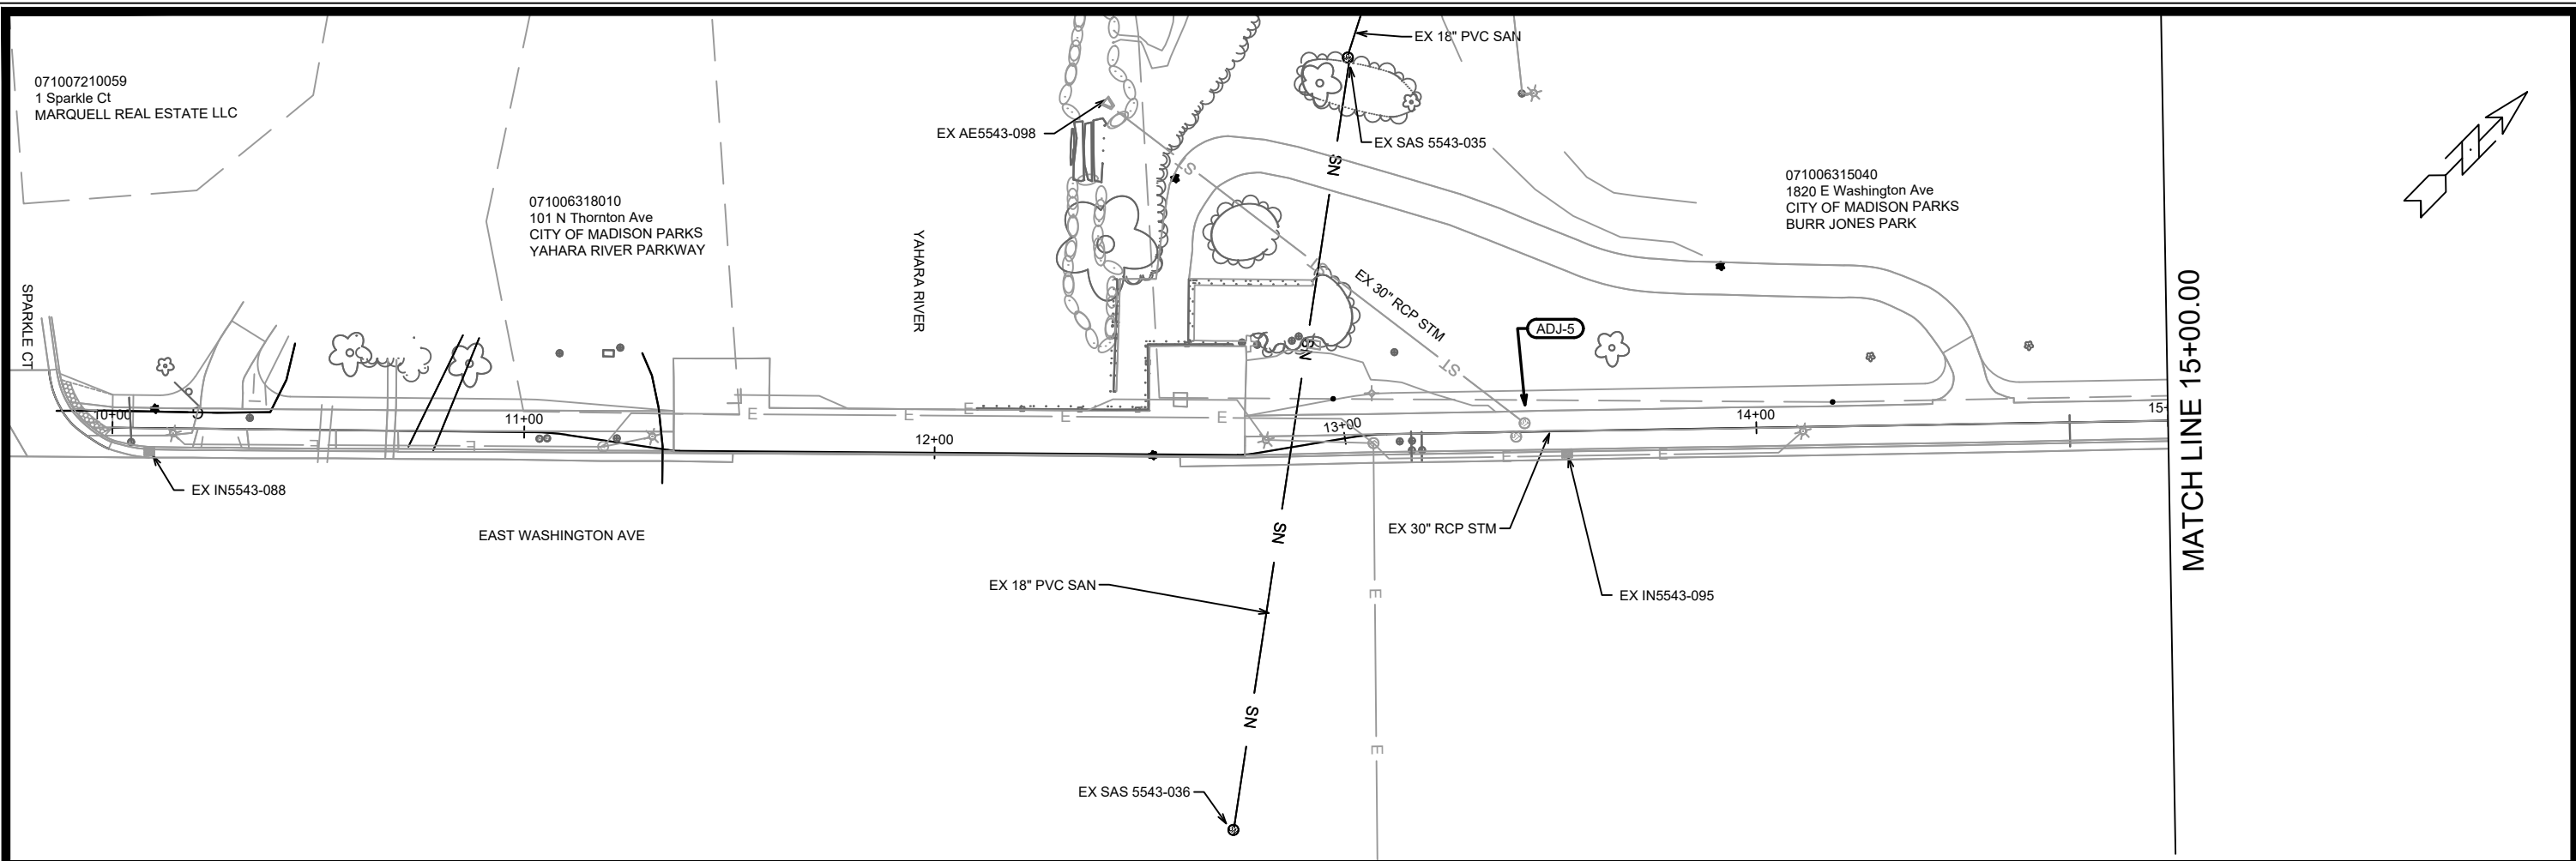 EX 18" PVC SAN
071007210059
1 Sparkle Ct
MARQUELL REAL ESTATE LLC
EX AE5543-098
EX SAS 5543-035
SN
ST
071006318010
101 N Thornton Ave
CITY OF MADISON PARKS
YAHARA RIVER PARKWAY
071006315040
1820 E Washington Ave
CITY OF MADISON PARKS
BURR JONES PARK
YAHARA RIVER
SPARKLE CT
ST
EX 30" RCP STM
ADJ-5
SN
ST
MATCH LINE 15+00.00
10+00
11+00
12+00
13+00
14+00
15+
E
E
E
E
E
E
E
E
E
EX IN5543-088
EAST WASHINGTON AVE
SN
EX 30" RCP STM
EX 18" PVC SAN
E
EX IN5543-095
SN
E
EX SAS 5543-036